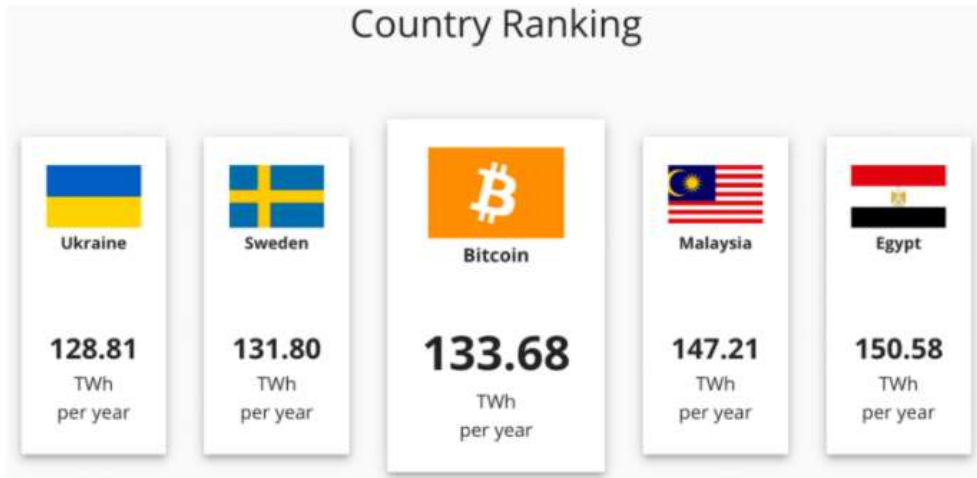 Country Ranking
Ukraine
128.81
TWh
per year
Sweden
131.80
TWh
per year
Bitcoin
133.68
TWh
per year
Malaysia
147.21
TWh
per year
Egypt
150.58
TWh
per year